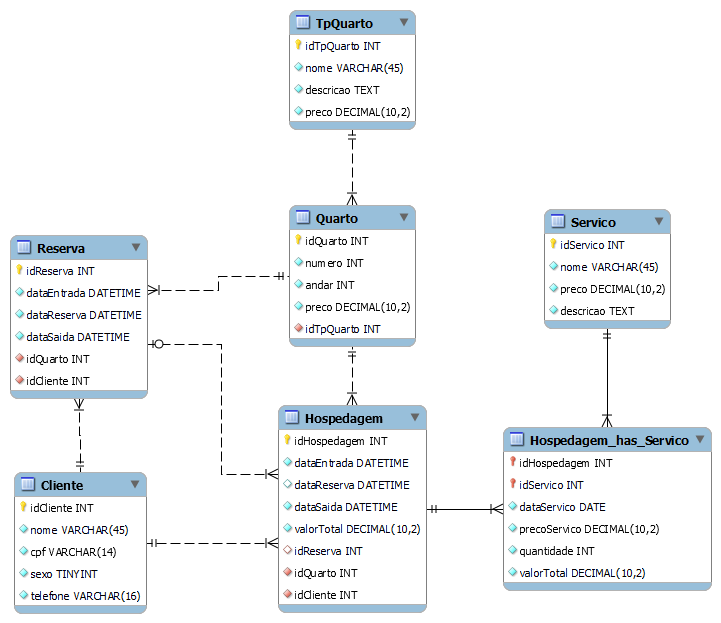 TpQuarto
idTpQuarto INT
nome VARCHAR(45)
descricao TEXT
preco DECIMAL(10,2)
Quarto
idQuarto INT
numero INT
andar INT
preco DECIMAL(10,2)
idTpQuarto INT
Servico
idServico INT
nome VARCHAR(45)
preco DECIMAL(10,2)
descricao TEXT
Reserva
idReserva INT
dataEntrada DATETIME
dataReserva DATETIME
dataSaida DATETIME
idQuarto INT
idCliente INT
Hospedagem
idHospedagem INT
dataEntrada DATETIME
dataReserva DATETIME
dataSaida DATETIME
valorTotal DECIMAL(10,2)
idReserva INT
idQuarto INT
idCliente INT
Hospedagem_has_Servico
idHospedagem INT
idServico INT
dataServico DATE
precoServico DECIMAL(10,2)
quantidade INT
valorTotal DECIMAL(10,2)
Cliente
idCliente INT
nome VARCHAR(45)
cpf VARCHAR(14)
sexo TINYINT
telefone VARCHAR(16)